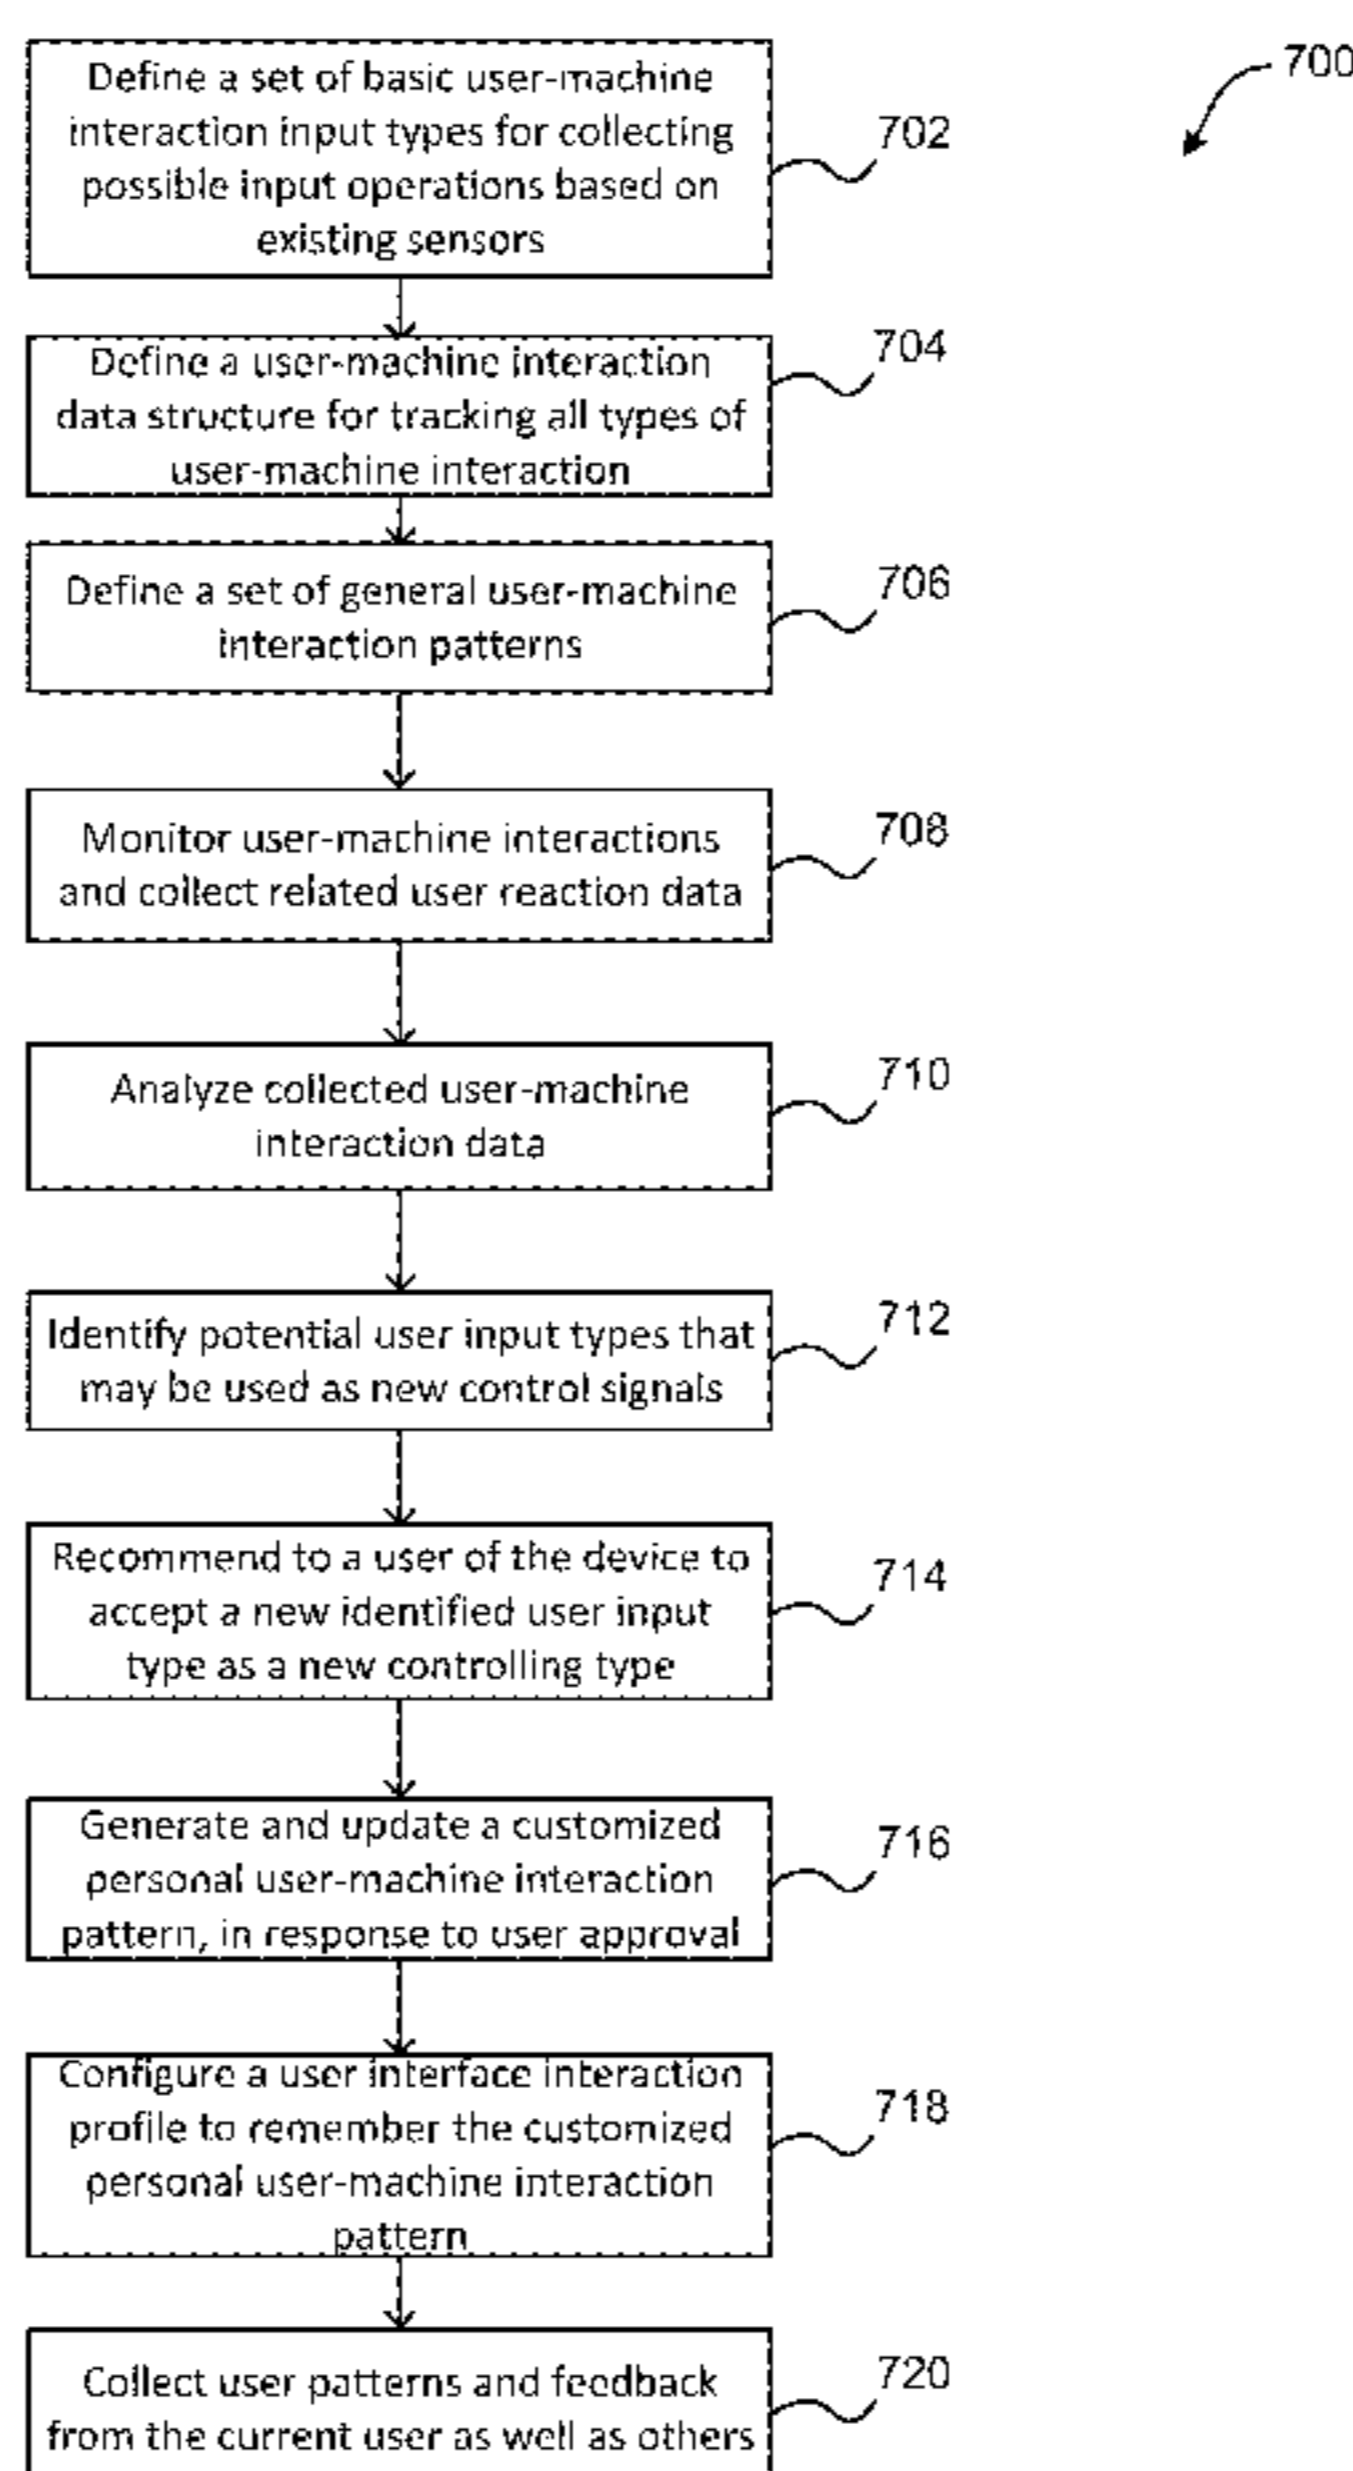 700
Define a set of basic user-machine
interaction input types for collecting
possible input operations based on
existing sensors
702
Define a user-machine interaction
data structure for tracking all types of
user-machine interaction
704
Define a set of general user-machine
interaction patterns
706
Monitor user-machine interactions
and collect related user reaction data
708
Analyze collected user-machine
interaction data
710
Identify potential user input types that
may be used as new control signals
712
Recommend to a user of the device to
accept a new identified user input
type as a new controlling type
714
Generate and update a customized
personal user-machine interaction
pattern, in response to user approval
716
Configure a user interface interaction
profile to remember the customized
personal user-machine interaction
pattern
718
Collect user patterns and feedback
from the current user as well as others
720